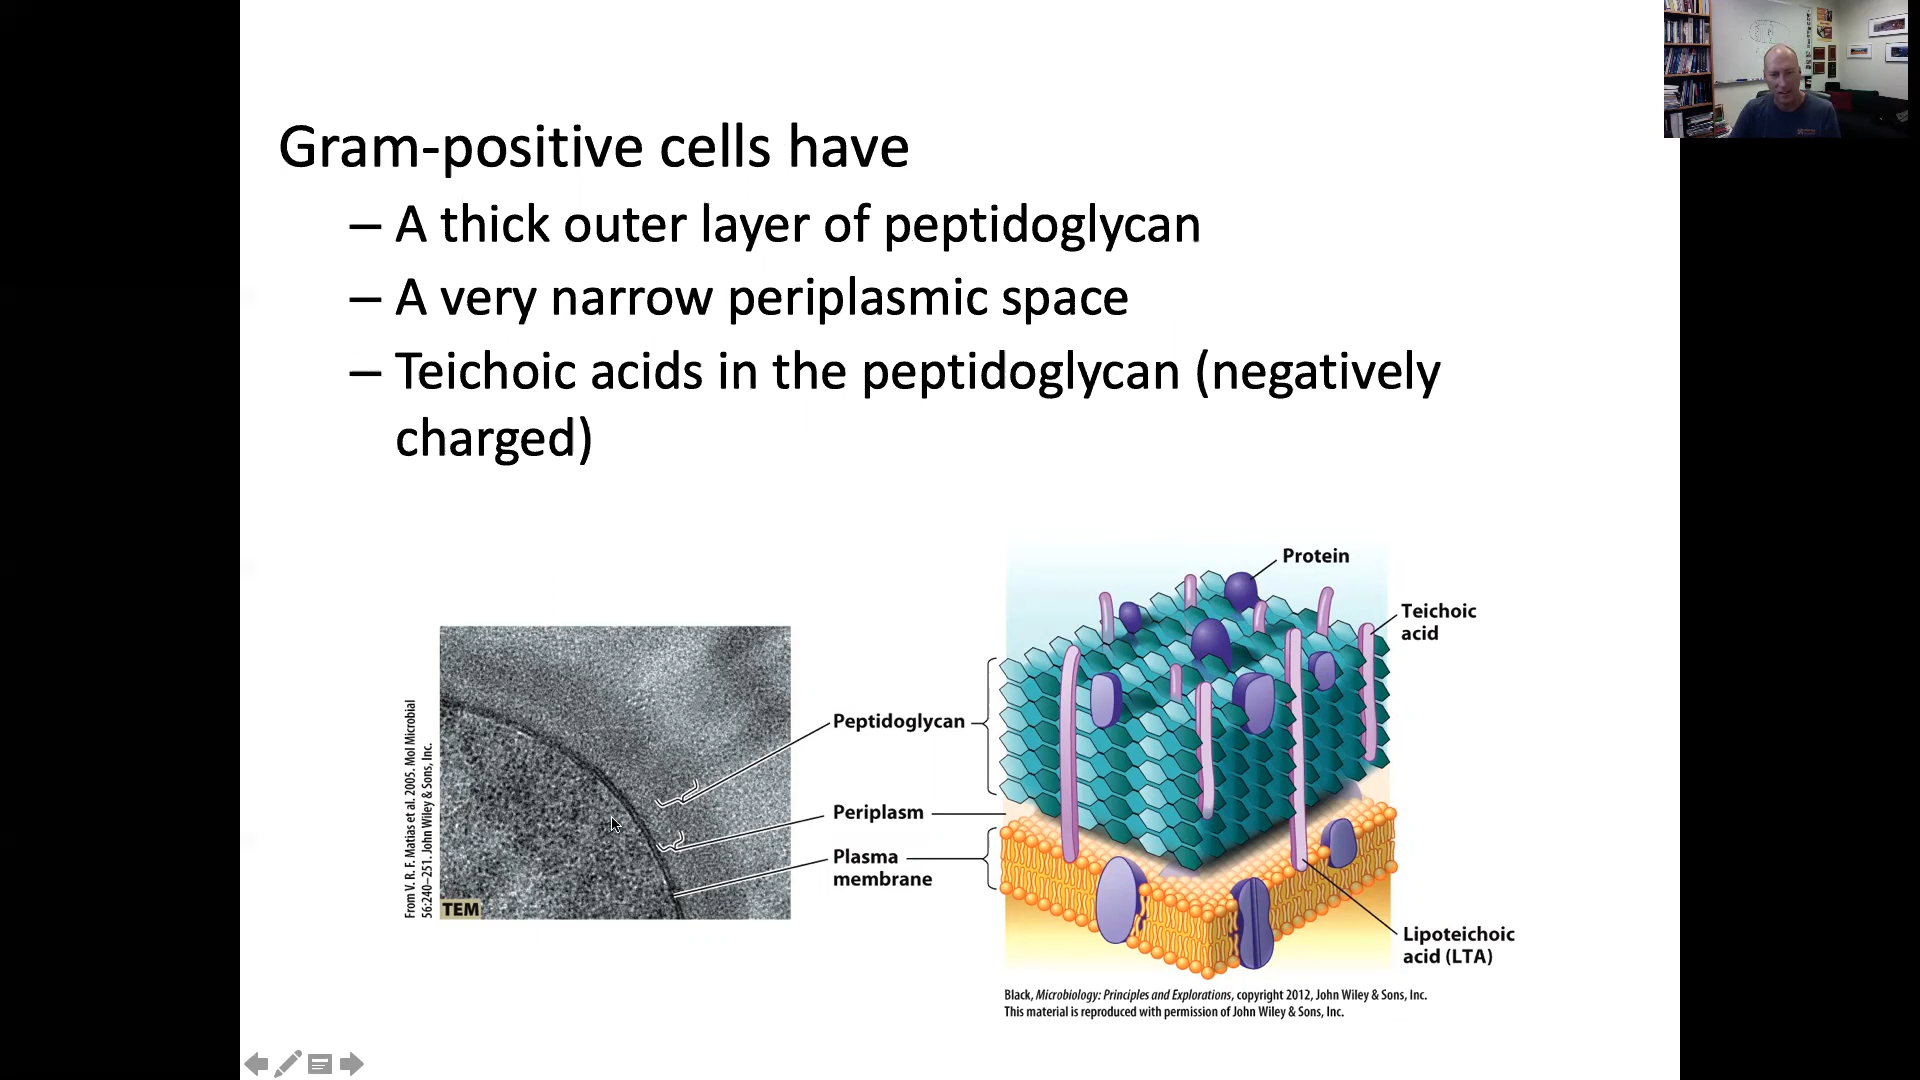 Gram-positive cells have
– A thick outer layer of peptidoglycan
– A very narrow periplasmic space
– Teichoic acids in the peptidoglycan (negatively
charged)
From V. R. F. Matias et al. 2005. Mol Microbial
56:240–251. John Wiley & Sons, Inc.
TEM
Peptidoglycan
Periplasm
Plasma
membrane
Protein
Teichoic
acid
Lipoteichoic
acid (LTA)
Black, Microbiology: Principles and Explorations, copyright 2012, John Wiley & Sons, Inc.
This material is reproduced with permission of John Wiley & Sons, Inc.